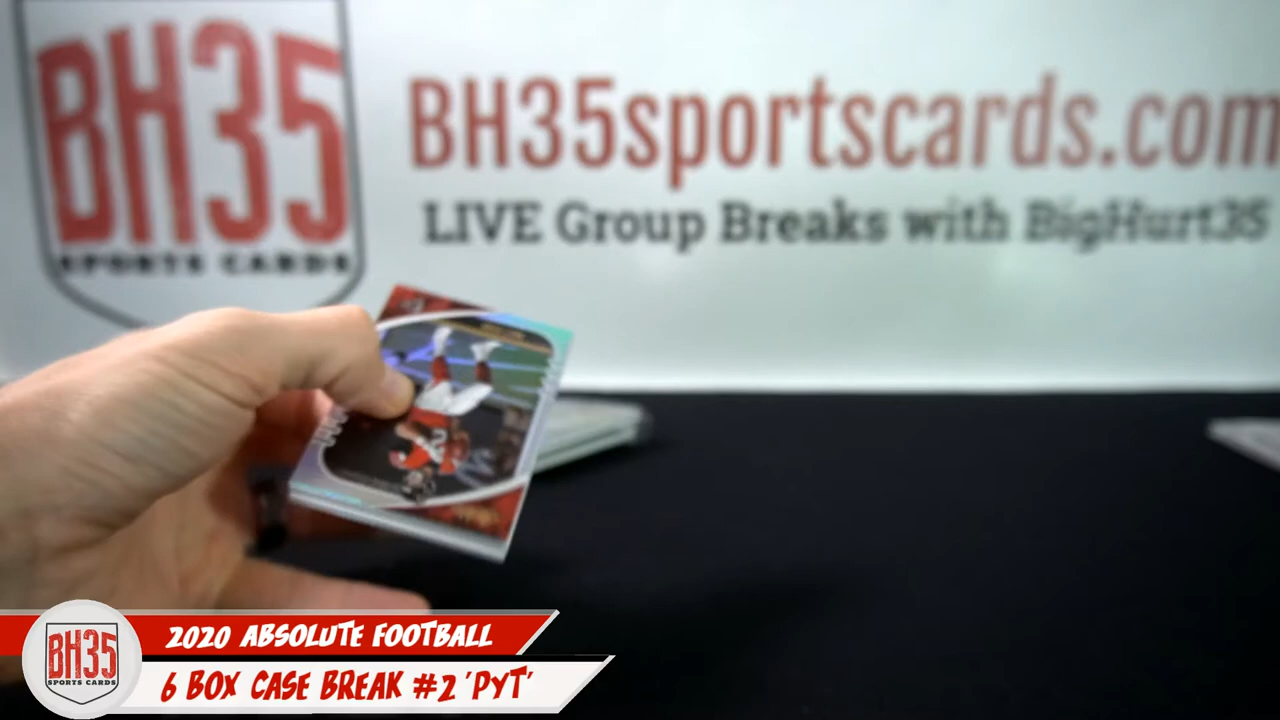 BH35
SPORTS CARDS
BH35sportscards.com
LIVE Group Breaks with BigHurt35
BH35
SPORTS CARDS
2020 ABSOLUTE FOOTBALL
6 BOX CASE BREAK #2 'PYT'